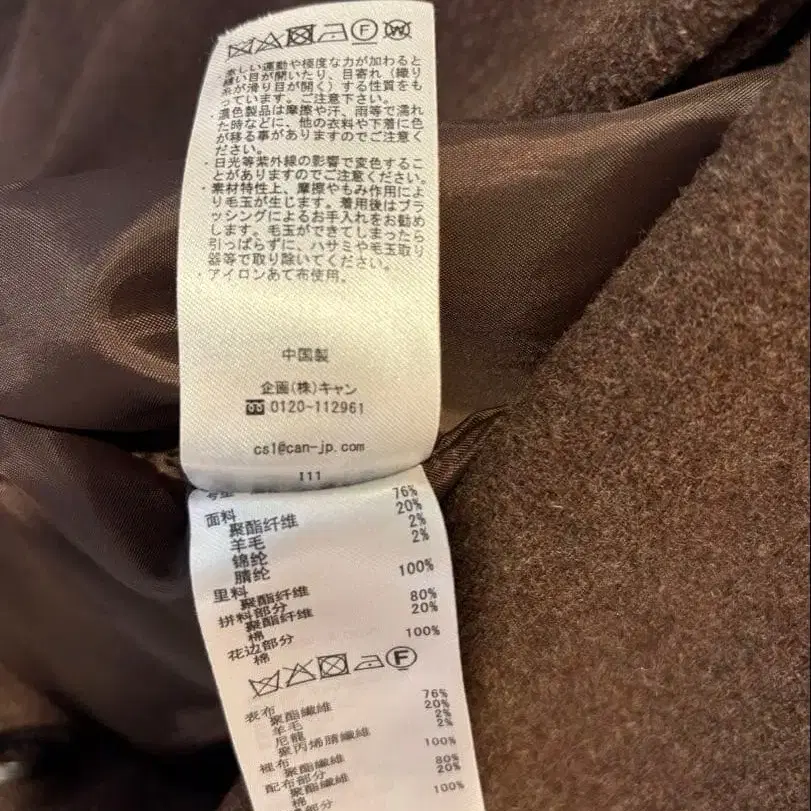 ・激しい運動や極度な力が加わると
縫い目が開いたり、目寄れ(織り
糸が滑り目が開く)する性質をも
っています。ご注意下さい。
・濃色製品は摩擦や汗、雨等で濡れ
た時などに、他の衣料や下着に色
が移る事がありますのでご注意く
ださい。
・日光等紫外線の影響で変色するこ
とがありますのでご注意ください。
・素材特性上、摩擦やもみ作用によ
り毛玉が生じます。着用後はブラ
ッシングによるお手入れをお勧め
します。毛玉ができてしまったら
引っぱらずに、ハサミや毛玉取り
器等で取り除いてください。
・アイロンあて布使用。
中国製
企画(株)キャン
0120-112961
cs1@can-jp.com
I11
面料
聚酯纤维 76%
羊毛 20%
锦纶 2%
腈纶 2%
里料
聚酯纤维 100%
拼料部分
聚酯纤维 80%
棉 20%
花边部分
棉 100%
表布
聚酯纖維 76%
羊毛 20%
尼龍 2%
聚丙烯腈纖維 2%
裡布
聚酯纖維 100%
配布部分
聚酯纖維 80%
棉 20%
部分
100%